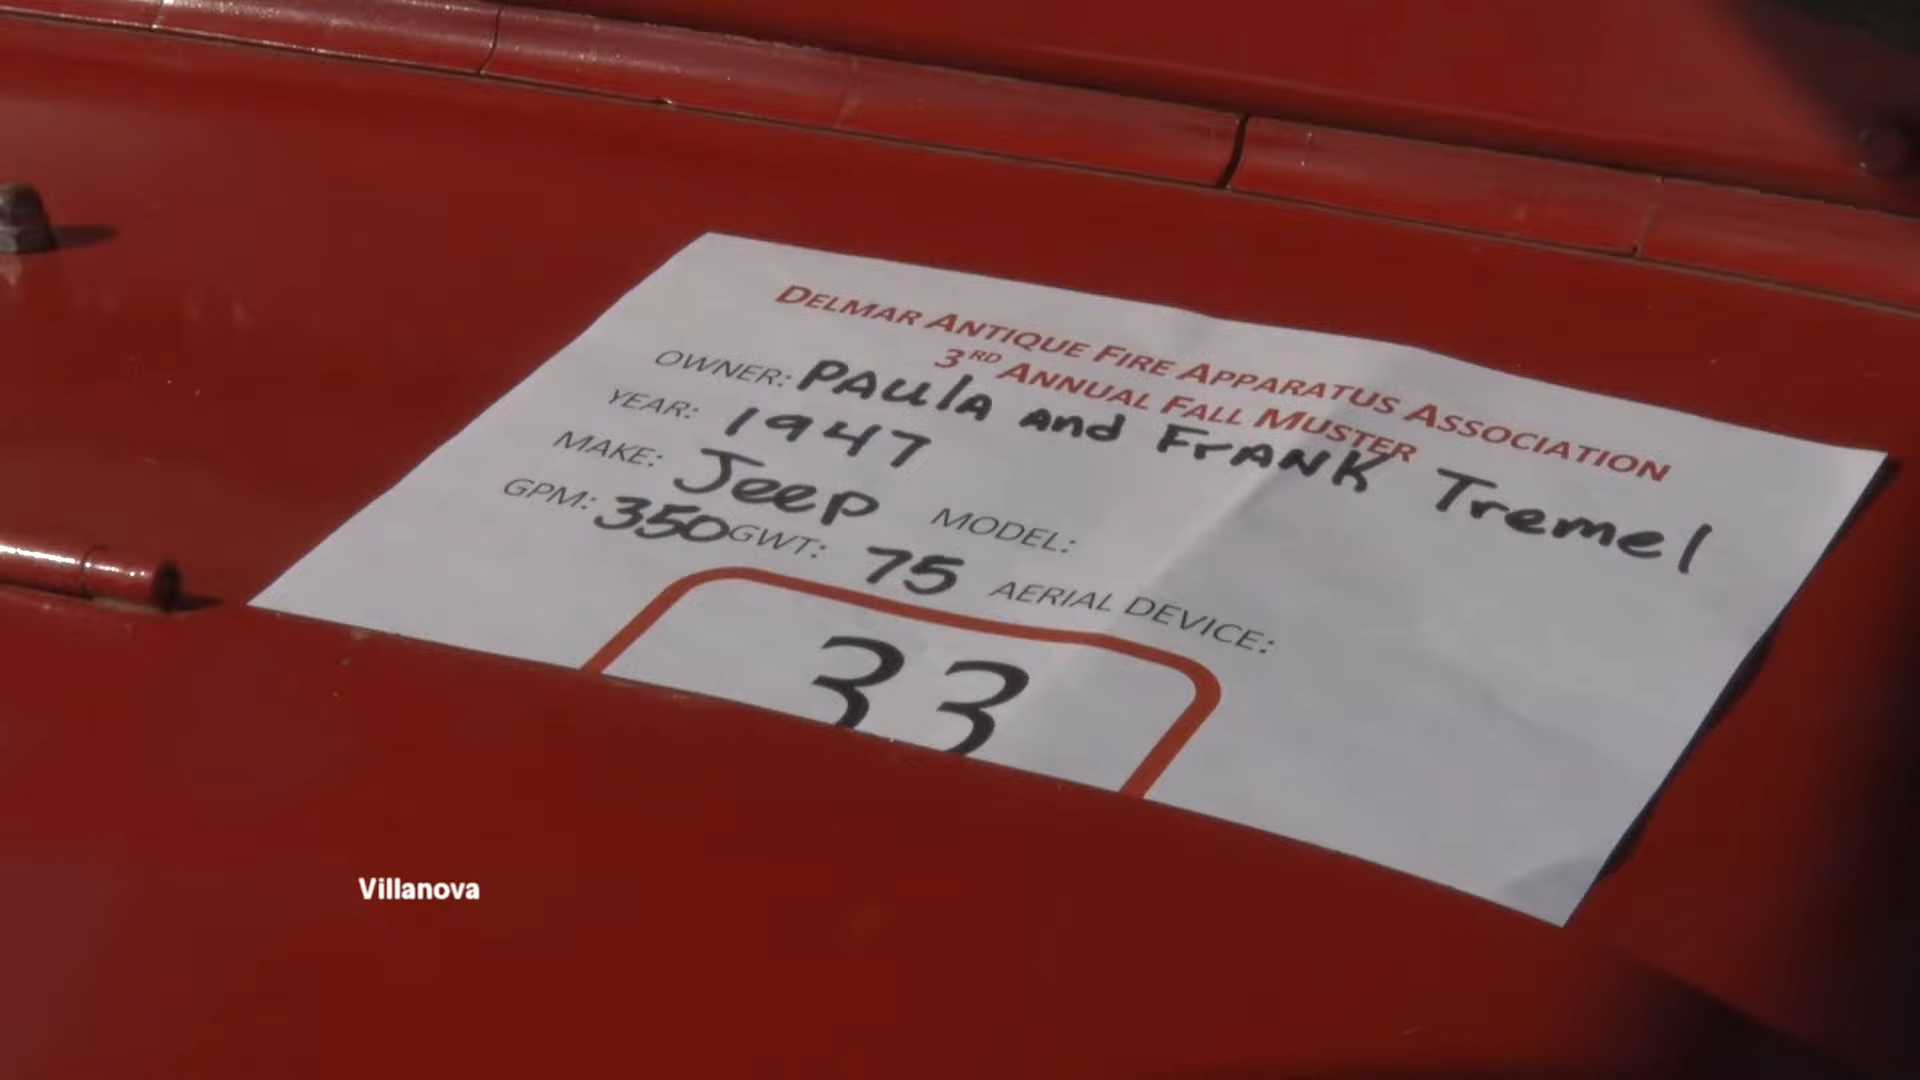 DELMAR ANTIQUE FIRE APPARATUS ASSOCIATION
3RD ANNUAL FALL MUSTER
OWNER: PAulA and FrANK Tremel
YEAR: 1947
MAKE: Jeep MODEL:
GPM: 350 GWT: 75 AERIAL DEVICE:
33
Villanova